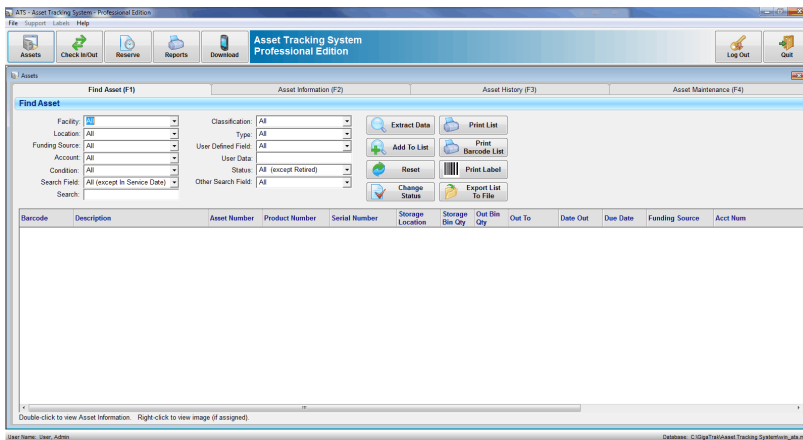 ATS - Asset Tracking System - Professional Edition
File Support Labels Help
Assets Check In/Out Reserve Reports Download Asset Tracking System Professional Edition Log Out Quit
Assets
Find Asset (F1) Asset Information (F2) Asset History (F3) Asset Maintenance (F4)
Find Asset
Facility: All Classification: All Extract Data Print List
Location: All Type: All
Funding Source: All User Defined Field: All Add To List Print Barcode List
Account: All User Data:
Condition: All Status: All (except Retired) Reset Print Label
Search Field: All (except In Service Date) Other Search Field: All Change Status Export List To File
Search:
Barcode Description Asset Number Product Number Serial Number Storage Location Storage Bin Qty Out Bin Qty Out To Date Out Due Date Funding Source Acct Num
Double-click to view Asset Information. Right-click to view image (if assigned).
User Name: User, Admin Database: C:\GigaTrak\Asset Tracking System\win_ats.m